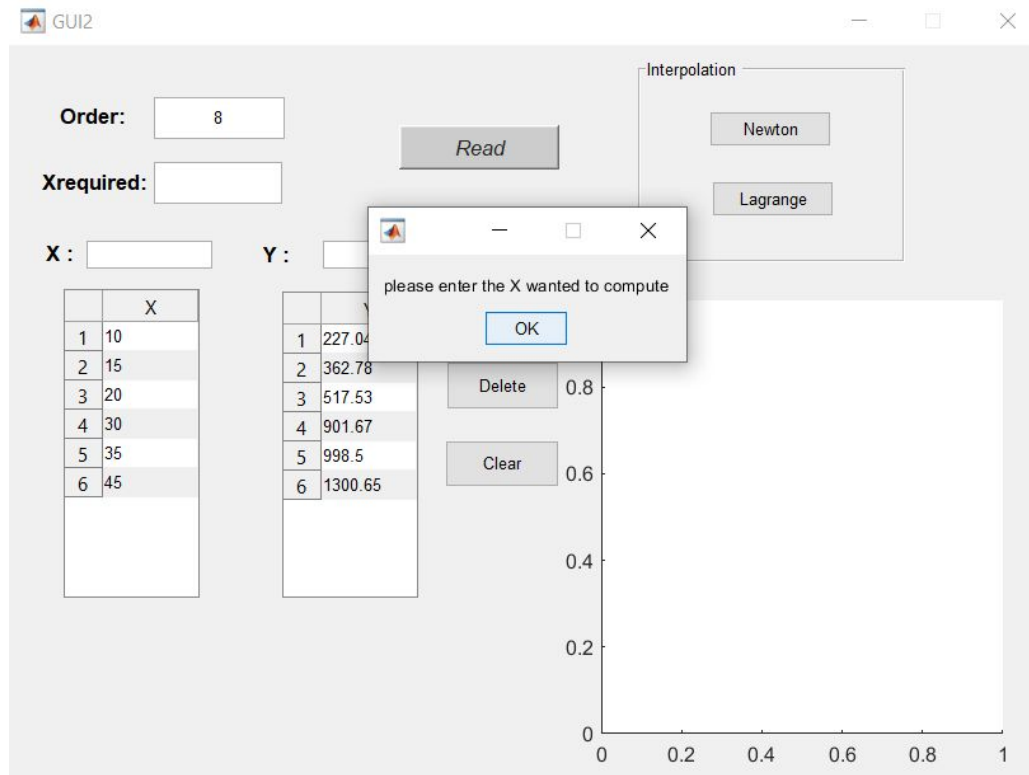 GUI2
Interpolation
Order: 8
Newton
Read
Xrequired:
Lagrange
X :
Y :
please enter the X wanted to compute
OK
X
1 10
2 15
3 20
4 30
5 35
6 45
1 227.04
2 362.78
3 517.53
4 901.67
5 998.5
6 1300.65
Delete
Clear
0.8
0.6
0.4
0.2
0
0 0.2 0.4 0.6 0.8 1